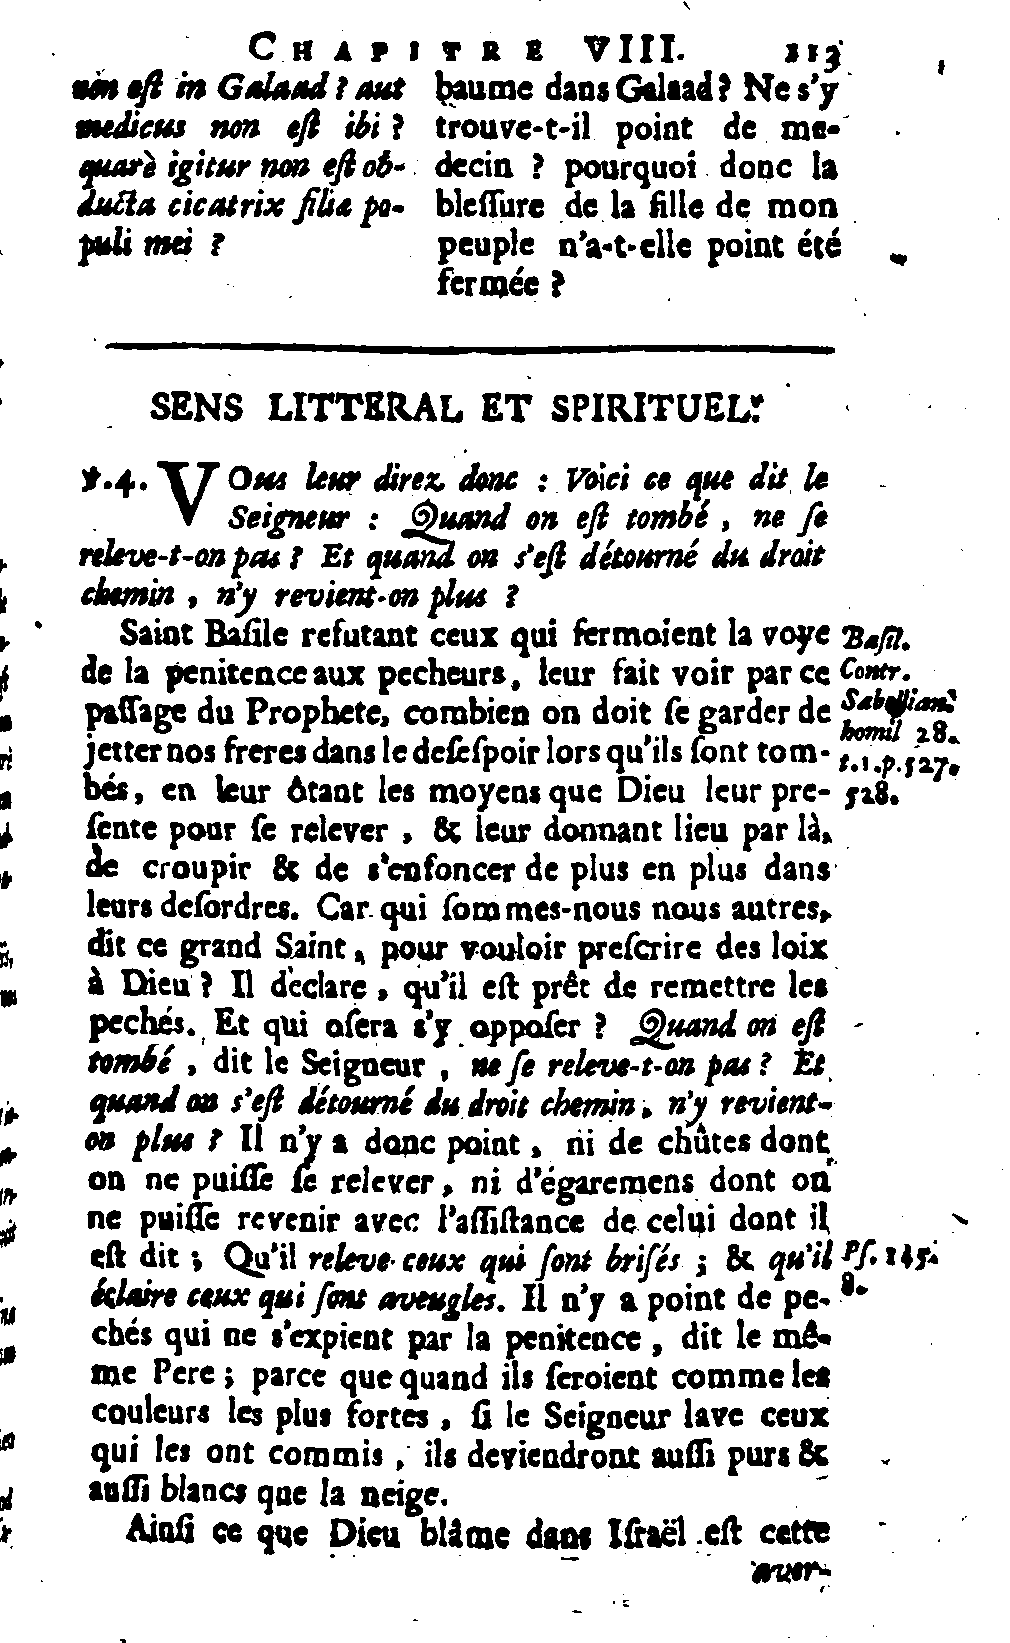 CHAPITRE VIII. 113
non est in Galaad ? aut
medicus non est ibi ?
quarè igitur non est ob-
ducta cicatrix filiæ po-
puli mei ?
baume dans Galaad ? Ne s'y
trouve-t-il point de me-
decin ? pourquoi donc la
blessure de la fille de mon
peuple n'a-t-elle point été
fermée ?
SENS LITTERAL ET SPIRITUEL.
℣.4. VOus leur direz donc : Voici ce que dit le
Seigneur : Quand on est tombé, ne se
releve-t-on pas ? Et quand on s'est détourné du droit
chemin, n'y revient-on plus ?
Saint Basile refutant ceux qui fermoient la voye
de la penitence aux pecheurs, leur fait voir par ce
passage du Prophete, combien on doit se garder de
jetter nos freres dans le desespoir lors qu'ils sont tom-
bés, en leur ôtant les moyens que Dieu leur pre-
sente pour se relever, & leur donnant lieu par là,
de croupir & de s'enfoncer de plus en plus dans
leurs desordres. Car qui sommes-nous nous autres,
dit ce grand Saint, pour vouloir prescrire des loix
à Dieu ? Il declare, qu'il est prêt de remettre les
pechés. Et qui osera s'y opposer ? Quand on est
tombé, dit le Seigneur, ne se releve-t-on pas ? Et
quand on s'est détourné du droit chemin, n'y revient-
on plus ? Il n'y a donc point, ni de chûtes dont
on ne puisse se relever, ni d'égaremens dont on
ne puisse revenir avec l'assistance de celui dont il
est dit ; Qu'il releve ceux qui sont brisés ; & qu'il
éclaire ceux qui sont aveugles. Il n'y a point de pe-
chés qui ne s'expient par la penitence, dit le mê-
me Pere ; parce que quand ils seroient comme les
couleurs les plus fortes, si le Seigneur lave ceux
qui les ont commis, ils deviendront aussi purs &
aussi blancs que la neige.
Ainsi ce que Dieu blâme dans Israël est cette
aver-
Basil.
Contr.
Sabellian.
homil 28.
t.1.p.527.
528.
Ps. 145.
8.